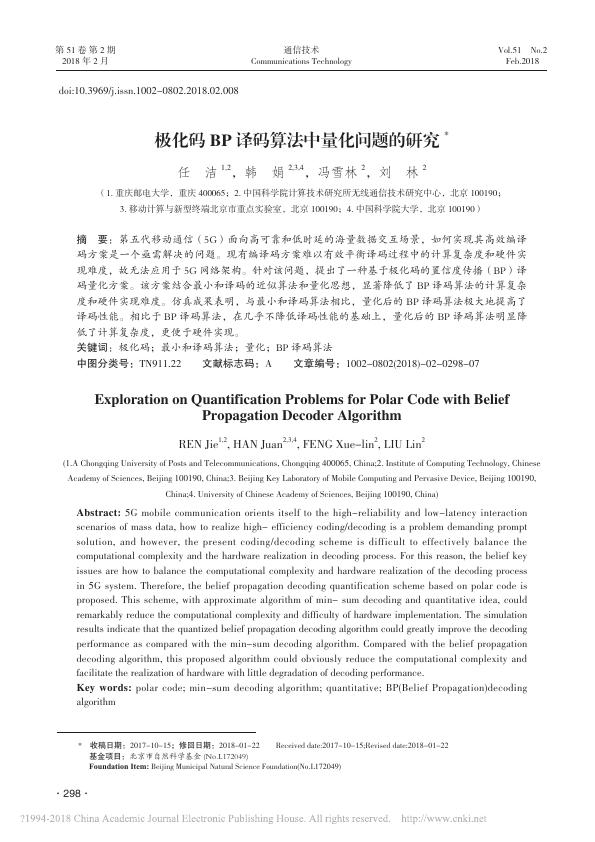 第 51 卷 第 2 期 通信技术 Vol.51 No.2
2018 年 2 月 Communications Technology Feb.2018
doi:10.3969/j.issn.1002-0802.2018.02.008
极化码 BP 译码算法中量化问题的研究 *
任 洁 1,2，韩 娟 2,3,4，冯雪林 2，刘 林 2
（1. 重庆邮电大学，重庆 400065；2. 中国科学院计算技术研究所无线通信技术研究中心，北京 100190；
3. 移动计算与新型终端北京市重点实验室，北京 100190；4. 中国科学院大学，北京 100190）
摘 要：第五代移动通信（5G）面向高可靠和低时延的海量数据交互场景，如何实现其高效编译
码方案是一个亟需解决的问题。现有编译码方案难以有效平衡译码过程中的计算复杂度和硬件实
现难度，故无法应用于 5G 网络架构。针对该问题，提出了一种基于极化码的置信度传播（BP）译
码量化方案。该方案结合最小和译码的近似算法和量化思想，显著降低了 BP 译码算法的计算复杂
度和硬件实现难度。仿真成果表明，与最小和译码算法相比，量化后的 BP 译码算法极大地提高了
译码性能。相比于 BP 译码算法，在几乎不降低译码性能的基础上，量化后的 BP 译码算法明显降
低了计算复杂度，更便于硬件实现。
关键词：极化码；最小和译码算法；量化；BP 译码算法
中图分类号：TN911.22 文献标志码：A 文章编号：1002-0802(2018)-02-0298-07
Exploration on Quantification Problems for Polar Code with Belief
Propagation Decoder Algorithm
REN Jie1,2, HAN Juan2,3,4, FENG Xue-lin2, LIU Lin2
(1.A Chongqing University of Posts and Telecommunications, Chongqing 400065, China;2. Institute of Computing Technology, Chinese
Academy of Sciences, Beijing 100190, China;3. Beijing Key Laboratory of Mobile Computing and Pervasive Device, Beijing 100190,
China;4. University of Chinese Academy of Sciences, Beijing 100190, China)
Abstract: 5G mobile communication orients itself to the high-reliability and low-latency interaction
scenarios of mass data, how to realize high- efficiency coding/decoding is a problem demanding prompt
solution, and however, the present coding/decoding scheme is difficult to effectively balance the
computational complexity and the hardware realization in decoding process. For this reason, the belief key
issues are how to balance the computational complexity and hardware realization of the decoding process
in 5G system. Therefore, the belief propagation decoding quantification scheme based on polar code is
proposed. This scheme, with approximate algorithm of min- sum decoding and quantitative idea, could
remarkably reduce the computational complexity and difficulty of hardware implementation. The simulation
results indicate that the quantized belief propagation decoding algorithm could greatly improve the decoding
performance as compared with the min-sum decoding algorithm. Compared with the belief propagation
decoding algorithm, this proposed algorithm could obviously reduce the computational complexity and
facilitate the realization of hardware with little degradation of decoding performance.
Key words: polar code; min-sum decoding algorithm; quantitative; BP(Belief Propagation)decoding
algorithm
* 收稿日期：2017-10-15；修回日期：2018-01-22 Received date:2017-10-15;Revised date:2018-01-22
基金项目：北京市自然科学基金 (No.L172049)
Foundation Item: Beijing Municipal Natural Science Foundation(No.L172049)
· 298 ·
?1994-2018 China Academic Journal Electronic Publishing House. All rights reserved. http://www.cnki.net